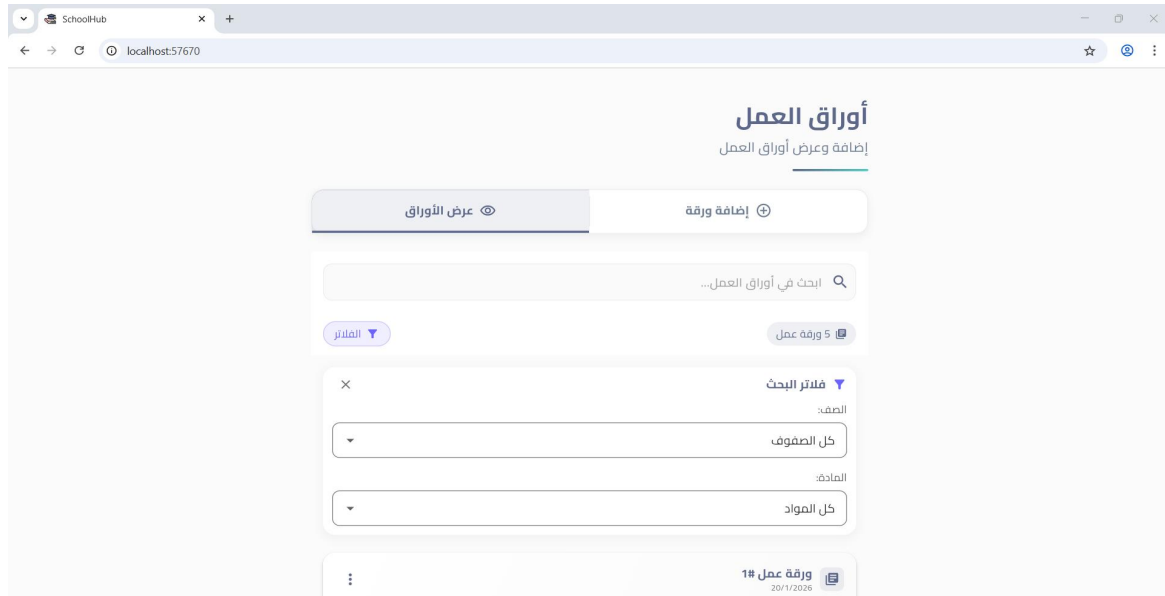 SchoolHub
localhost:57670
أوراق العمل
إضافة وعرض أوراق العمل
إضافة ورقة
عرض الأوراق
ابحث في أوراق العمل...
5 ورقة عمل
الفلاتر
فلاتر البحث
الصف:
كل الصفوف
المادة:
كل المواد
ورقة عمل #1
20/1/2026